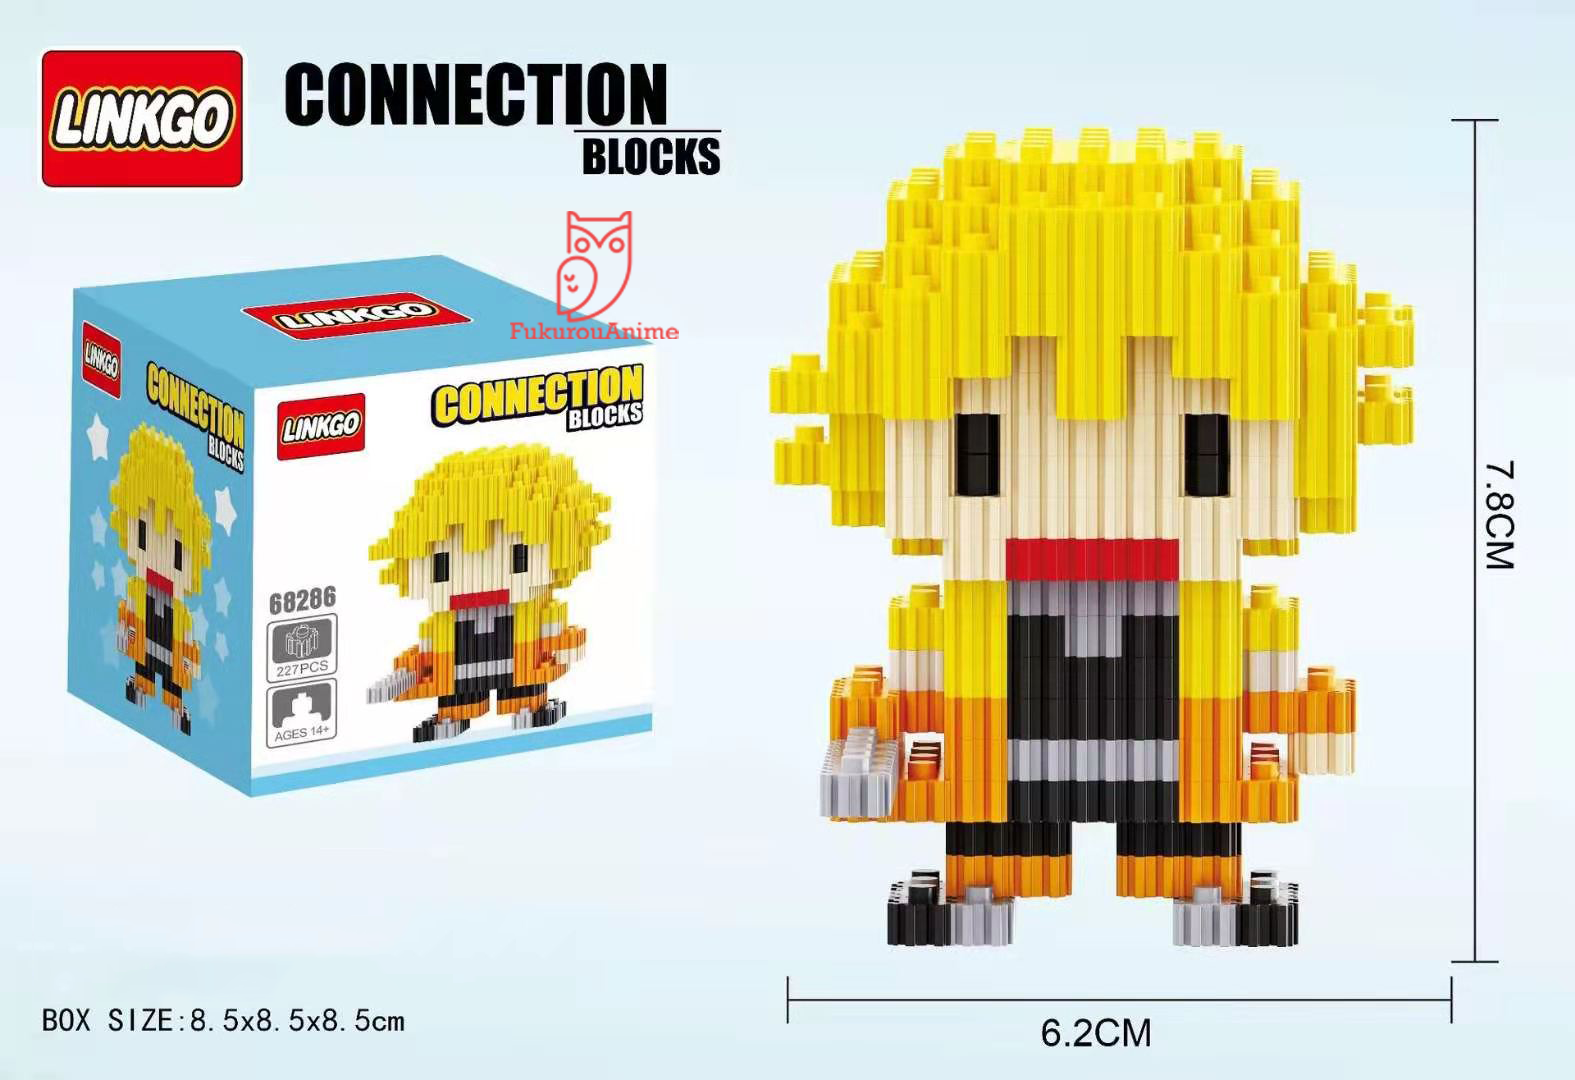 LINKGO
CONNECTION
BLOCKS
FukurouAnime
LINKGO
LINKGO
CONNECTION
BLOCKS
LINKGO
CONNECTION
BLOCKS
68286
227PCS
AGES 14+
7.8CM
6.2CM
BOX SIZE:8.5x8.5x8.5cm